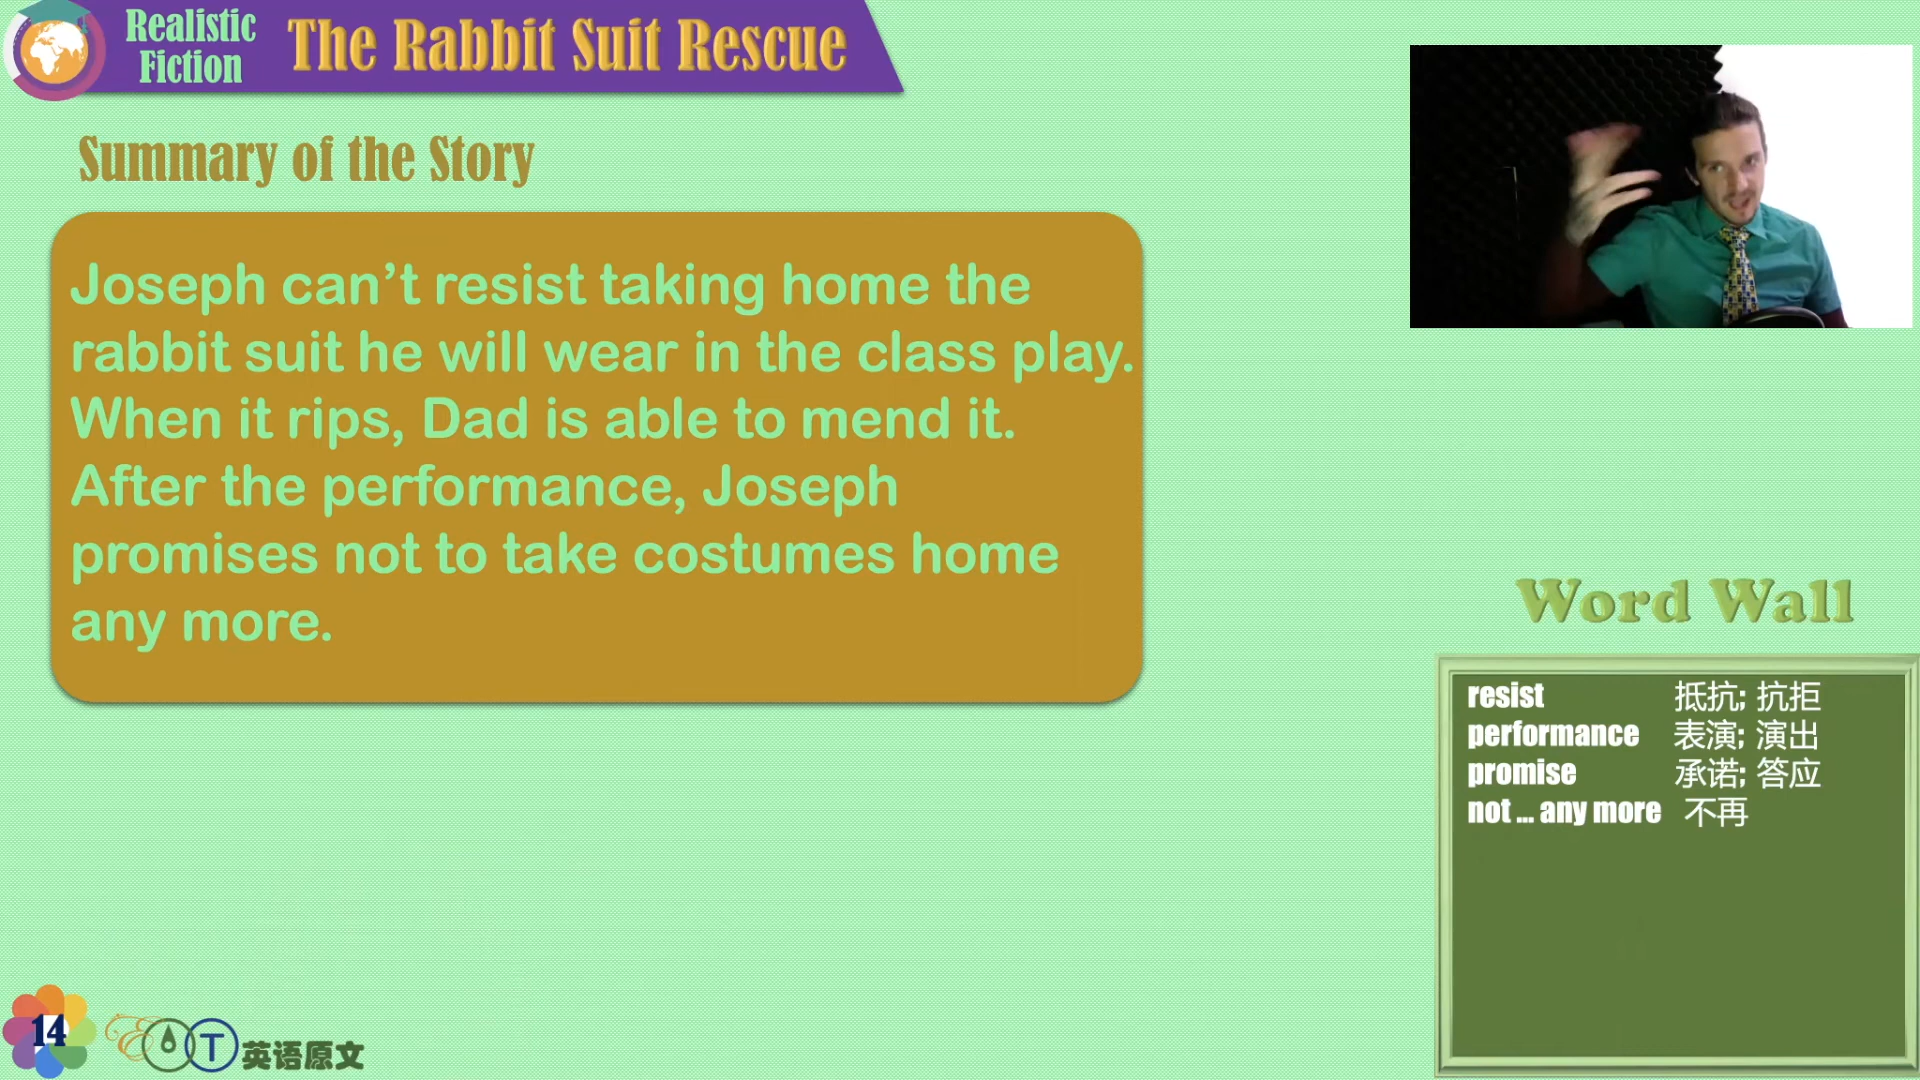 Realistic
Fiction
The Rabbit Suit Rescue
Summary of the Story
Joseph can’t resist taking home the
rabbit suit he will wear in the class play.
When it rips, Dad is able to mend it.
After the performance, Joseph
promises not to take costumes home
any more.
Word Wall
resist 抵抗; 抗拒
performance 表演; 演出
promise 承诺; 答应
not ... any more 不再
14
T 英语原文